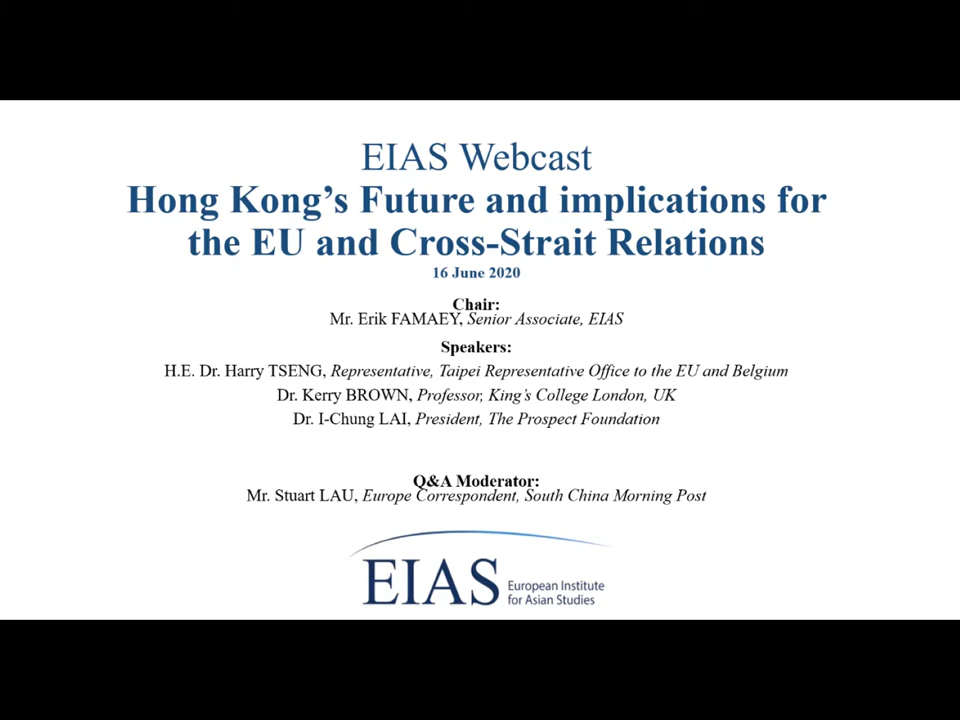 EIAS Webcast
Hong Kong’s Future and implications for
the EU and Cross-Strait Relations
16 June 2020
Chair:
Mr. Erik FAMAEY, Senior Associate, EIAS
Speakers:
H.E. Dr. Harry TSENG, Representative, Taipei Representative Office to the EU and Belgium
Dr. Kerry BROWN, Professor, King’s College London, UK
Dr. I-Chung LAI, President, The Prospect Foundation
Q&A Moderator:
Mr. Stuart LAU, Europe Correspondent, South China Morning Post
EIAS European Institute
for Asian Studies